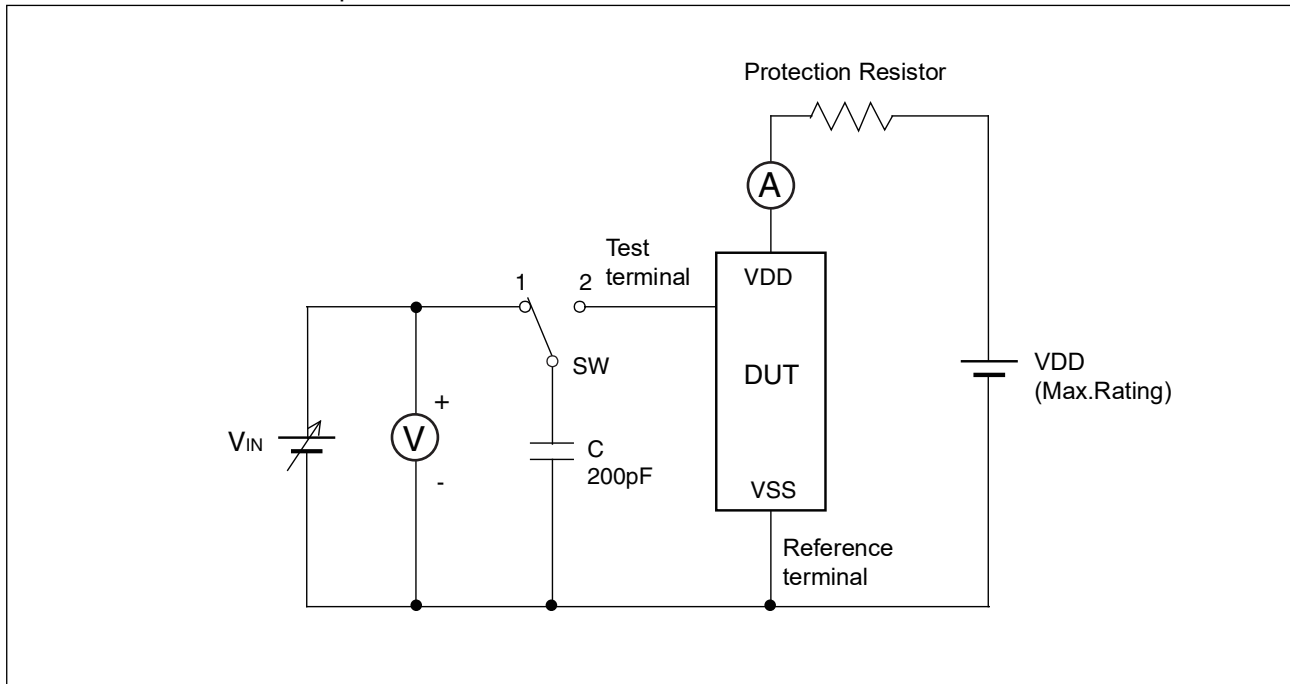 Protection Resistor
A
Test
terminal
VDD
1
2
SW
DUT
VDD
(Max.Rating)
VIN
+
V
-
C
200pF
VSS
Reference
terminal